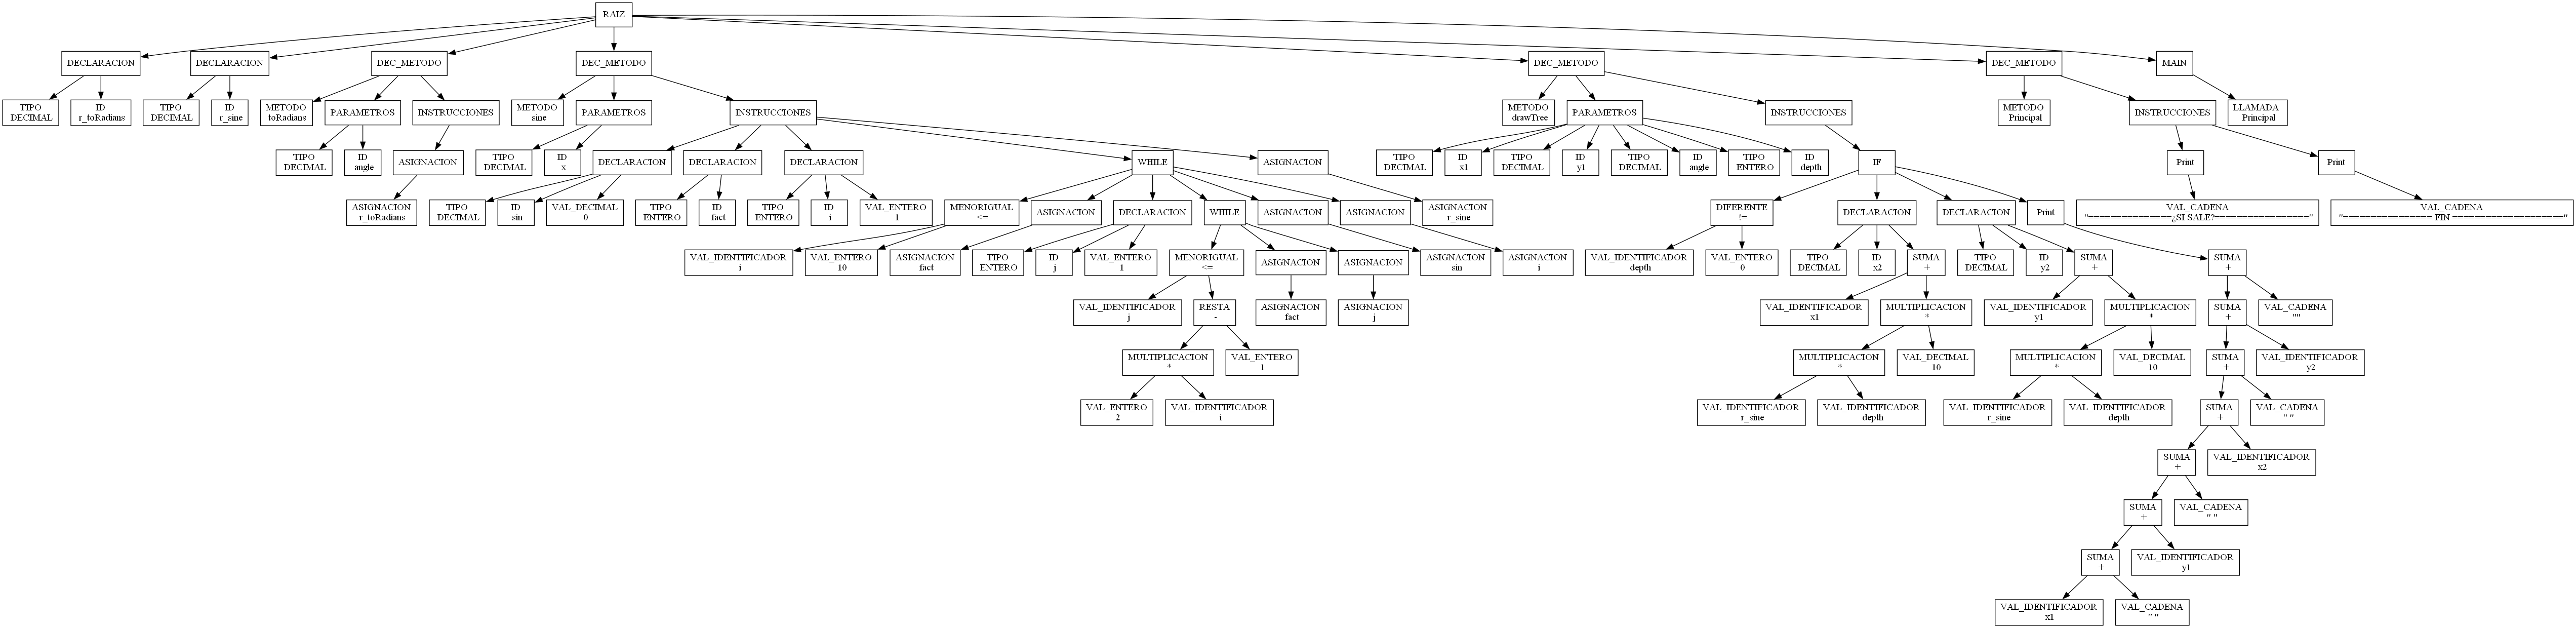 RAIZ
DECLARACION
DECLARACION
DEC_METODO
DEC_METODO
DEC_METODO
DEC_METODO
MAIN
TIPO
DECIMAL
ID
r_toRadians
TIPO
DECIMAL
ID
r_sine
METODO
toRadians
PARAMETROS
INSTRUCCIONES
METODO
sine
PARAMETROS
INSTRUCCIONES
METODO
drawTree
PARAMETROS
INSTRUCCIONES
METODO
Principal
INSTRUCCIONES
LLAMADA
Principal
TIPO
DECIMAL
ID
angle
ASIGNACION
TIPO
DECIMAL
ID
x
DECLARACION
DECLARACION
DECLARACION
WHILE
ASIGNACION
TIPO
DECIMAL
ID
x1
TIPO
DECIMAL
ID
y1
TIPO
DECIMAL
ID
angle
TIPO
ENTERO
ID
depth
IF
Print
Print
ASIGNACION
r_toRadians
TIPO
DECIMAL
ID
sin
VAL_DECIMAL
0
TIPO
ENTERO
ID
fact
TIPO
ENTERO
ID
i
VAL_ENTERO
1
MENORIGUAL
<=
ASIGNACION
DECLARACION
WHILE
ASIGNACION
ASIGNACION
ASIGNACION
r_sine
DIFERENTE
!=
DECLARACION
DECLARACION
Print
VAL_CADENA
"===============¿SI SALE?================="
VAL_CADENA
"================ FIN ===================="
VAL_IDENTIFICADOR
i
VAL_ENTERO
10
ASIGNACION
fact
TIPO
ENTERO
ID
j
VAL_ENTERO
1
MENORIGUAL
<=
ASIGNACION
ASIGNACION
ASIGNACION
sin
ASIGNACION
i
VAL_IDENTIFICADOR
depth
VAL_ENTERO
0
TIPO
DECIMAL
ID
x2
SUMA
+
TIPO
DECIMAL
ID
y2
SUMA
+
SUMA
+
VAL_IDENTIFICADOR
j
RESTA
-
ASIGNACION
fact
ASIGNACION
j
VAL_IDENTIFICADOR
x1
MULTIPLICACION
*
VAL_IDENTIFICADOR
y1
MULTIPLICACION
*
SUMA
+
VAL_CADENA
""
MULTIPLICACION
*
VAL_ENTERO
1
MULTIPLICACION
*
VAL_DECIMAL
10
MULTIPLICACION
*
VAL_DECIMAL
10
SUMA
+
VAL_IDENTIFICADOR
y2
VAL_ENTERO
2
VAL_IDENTIFICADOR
i
VAL_IDENTIFICADOR
r_sine
VAL_IDENTIFICADOR
depth
VAL_IDENTIFICADOR
r_sine
VAL_IDENTIFICADOR
depth
SUMA
+
VAL_CADENA
" "
SUMA
+
VAL_IDENTIFICADOR
x2
SUMA
+
VAL_CADENA
" "
SUMA
+
VAL_IDENTIFICADOR
y1
VAL_IDENTIFICADOR
x1
VAL_CADENA
" "